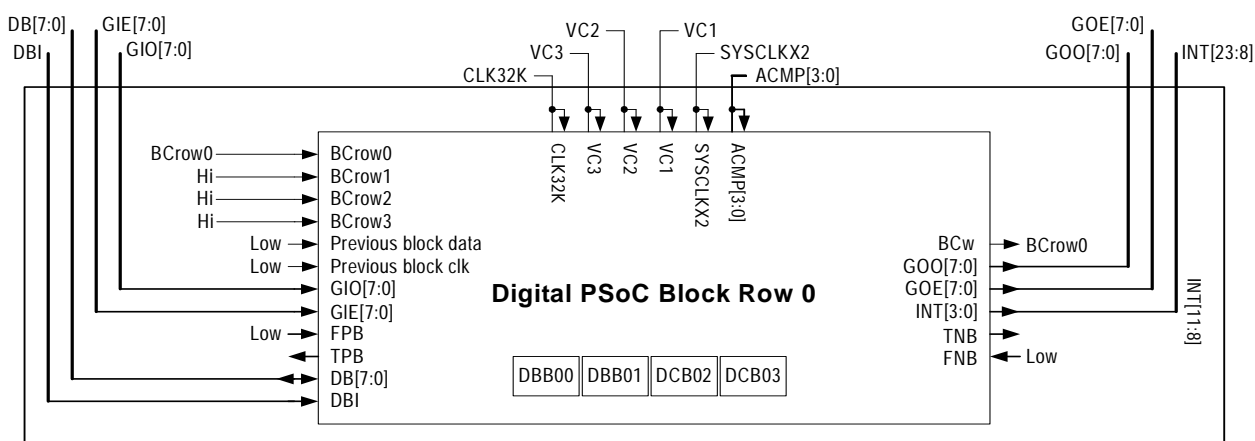 DB[7:0] GIE[7:0] GOE[7:0]
DBI GIO[7:0] VC2 VC1 GOO[7:0] INT[23:8]
VC3 SYSCLKX2
CLK32K ACMP[3:0]
CLK32K VC3 VC2 VC1 SYSCLKX2 ACMP[3:0]
BCrow0 BCrow0
Hi BCrow1
Hi BCrow2
Hi BCrow3
Low Previous block data BCw BCrow0
Low Previous block clk GOO[7:0]
GIO[7:0] Digital PSoC Block Row 0 GOE[7:0]
GIE[7:0] INT[3:0] INT[11:8]
Low FPB TNB
TPB FNB Low
DB[7:0] DBB00 DBB01 DCB02 DCB03
DBI